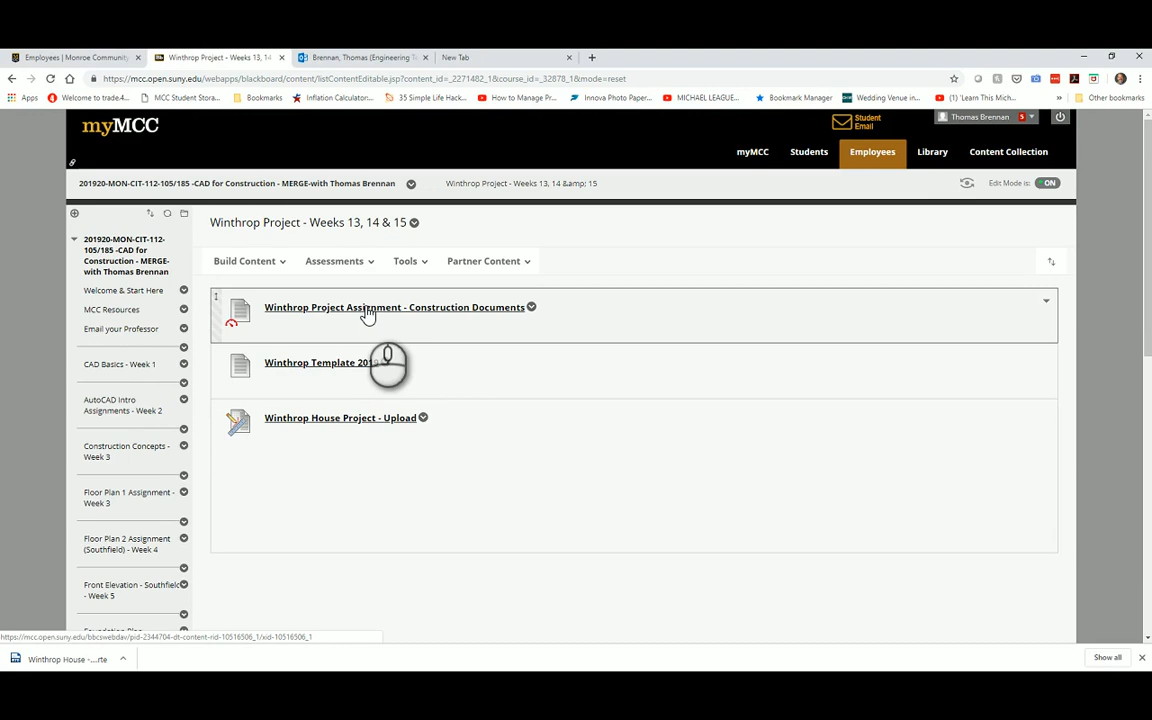 Employees | Monroe Community
Winthrop Project - Weeks 13, 14
Brennan, Thomas (Engineering Te
New Tab
https://mcc.open.suny.edu/webapps/blackboard/content/listContentEditable.jsp?content_id=_2271482_1&course_id=_32878_1&mode=reset
Apps
Welcome to trade.4...
MCC Student Stora...
Bookmarks
Inflation Calculator:...
35 Simple Life Hack...
How to Manage Pr...
Innova Photo Paper...
MICHAEL LEAGUE...
Bookmark Manager
Wedding Venue in...
(1) 'Learn This Mich...
Other bookmarks
myMCC
Student
Email
Thomas Brennan
5
myMCC
Students
Employees
Library
Content Collection
201920-MON-CIT-112-105/185 -CAD for Construction - MERGE-with Thomas Brennan
Winthrop Project - Weeks 13, 14 &amp; 15
Edit Mode is:
ON
Winthrop Project - Weeks 13, 14 & 15
201920-MON-CIT-112-
105/185 -CAD for
Construction - MERGE-
with Thomas Brennan
Build Content
Assessments
Tools
Partner Content
Welcome & Start Here
MCC Resources
Email your Professor
CAD Basics - Week 1
AutoCAD Intro
Assignments - Week 2
Construction Concepts -
Week 3
Floor Plan 1 Assignment -
Week 3
Floor Plan 2 Assignment
(Southfield) - Week 4
Front Elevation - Southfield
- Week 5
Winthrop Project Assignment - Construction Documents
Winthrop Template 201
Winthrop House Project - Upload
https://mcc.open.suny.edu/bbcswebdav/pid-2344704-dt-content-rid-10516506_1/xid-10516506_1
Winthrop House -....rte
Show all